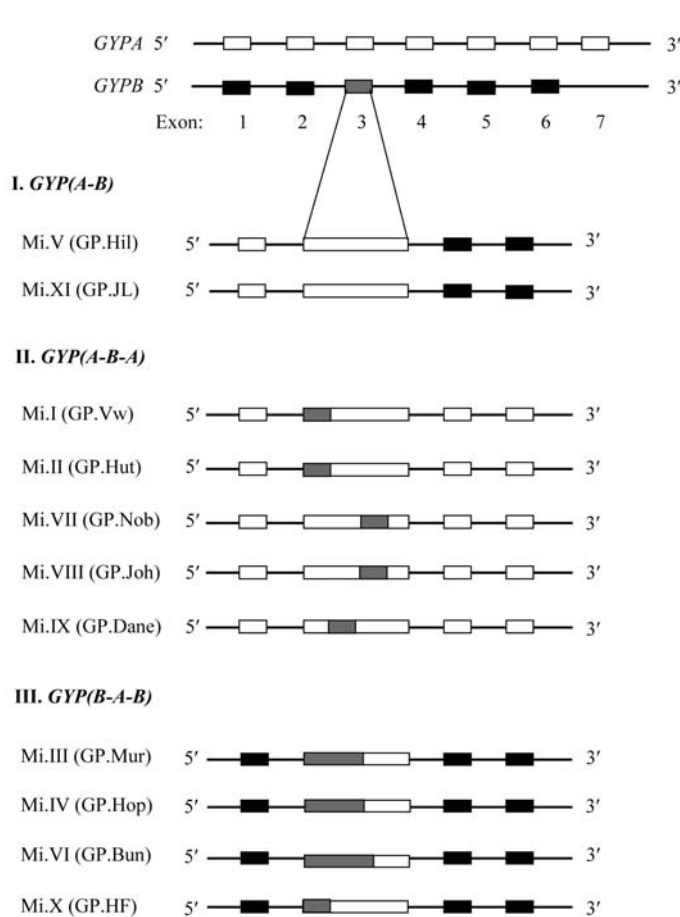 GYPA 5′ 3′
GYPB 5′ 3′
Exon: 1 2 3 4 5 6 7
I. GYP(A-B)
Mi.V (GP.Hil) 5′ 3′
Mi.XI (GP.JL) 5′ 3′
II. GYP(A-B-A)
Mi.I (GP.Vw) 5′ 3′
Mi.II (GP.Hut) 5′ 3′
Mi.VII (GP.Nob) 5′ 3′
Mi.VIII (GP.Joh) 5′ 3′
Mi.IX (GP.Dane) 5′ 3′
III. GYP(B-A-B)
Mi.III (GP.Mur) 5′ 3′
Mi.IV (GP.Hop) 5′ 3′
Mi.VI (GP.Bun) 5′ 3′
Mi.X (GP.HF) 5′ 3′